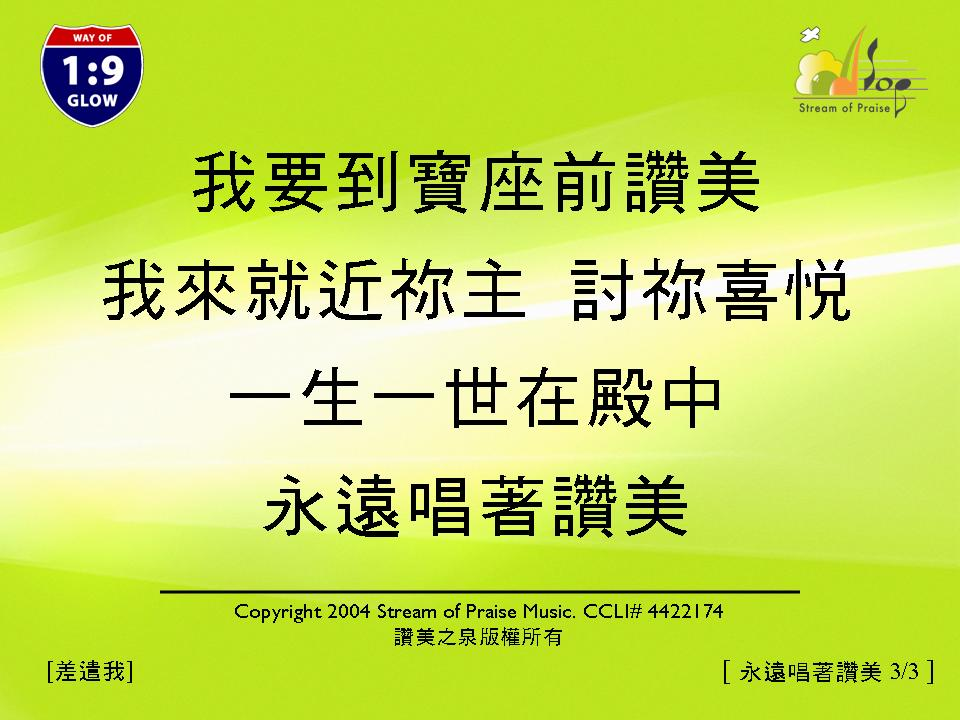 WAY OF
1:9
GLOW
Sop
Stream of Praise
我要到寶座前讚美
我來就近祢主 討祢喜悅
一生一世在殿中
永遠唱著讚美
Copyright 2004 Stream of Praise Music. CCLI# 4422174
讚美之泉版權所有
[差遣我]
[ 永遠唱著讚美 3/3 ]